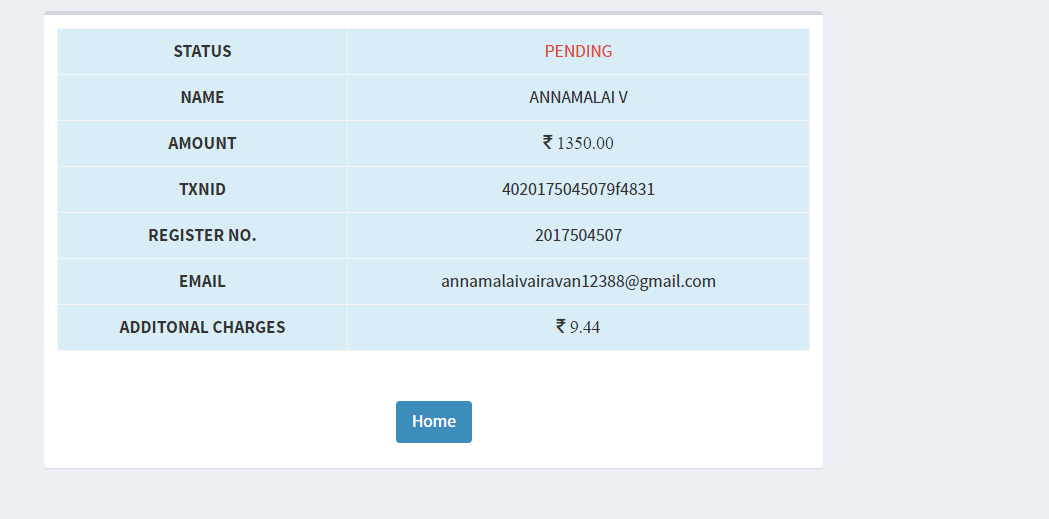 STATUS PENDING
NAME ANNAMALAI V
AMOUNT ₹ 1350.00
TXNID 4020175045079f4831
REGISTER NO. 2017504507
EMAIL annamalaivairavan12388@gmail.com
ADDITONAL CHARGES ₹ 9.44
Home